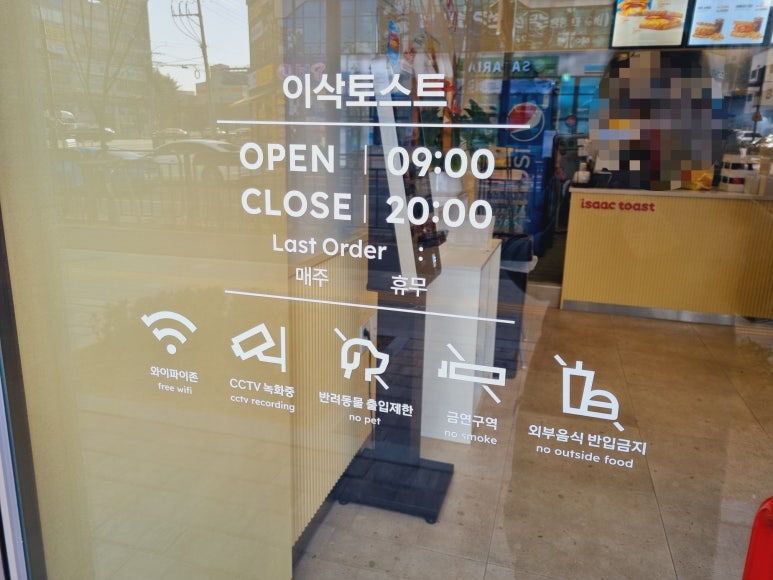 이삭토스트
OPEN | 09:00
CLOSE | 20:00
Last Order :
매주 휴무
와이파이존
free wifi
CCTV 녹화중
cctv recording
반려동물 출입제한
no pet
금연구역
no smoke
외부음식 반입금지
no outside food
isaac toast